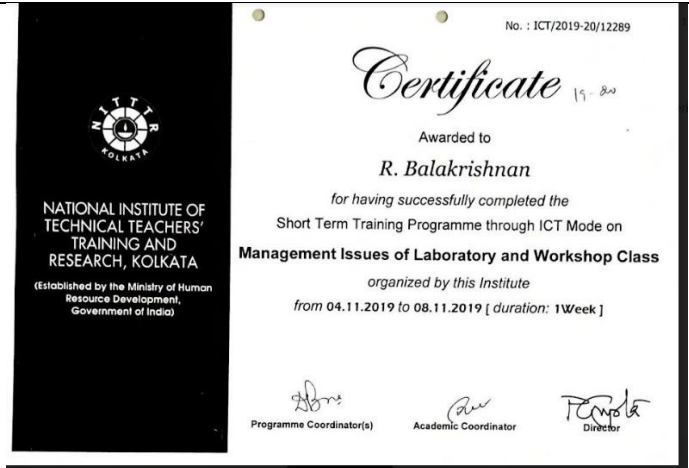 NITTTR
KOLKATA
NATIONAL INSTITUTE OF
TECHNICAL TEACHERS'
TRAINING AND
RESEARCH, KOLKATA
(Established by the Ministry of Human
Resource Development,
Government of India)
No. : ICT/2019-20/12289
Certificate 19-20
Awarded to
R. Balakrishnan
for having successfully completed the
Short Term Training Programme through ICT Mode on
Management Issues of Laboratory and Workshop Class
organized by this Institute
from 04.11.2019 to 08.11.2019 [ duration: 1Week ]
Programme Coordinator(s)
Academic Coordinator
Director